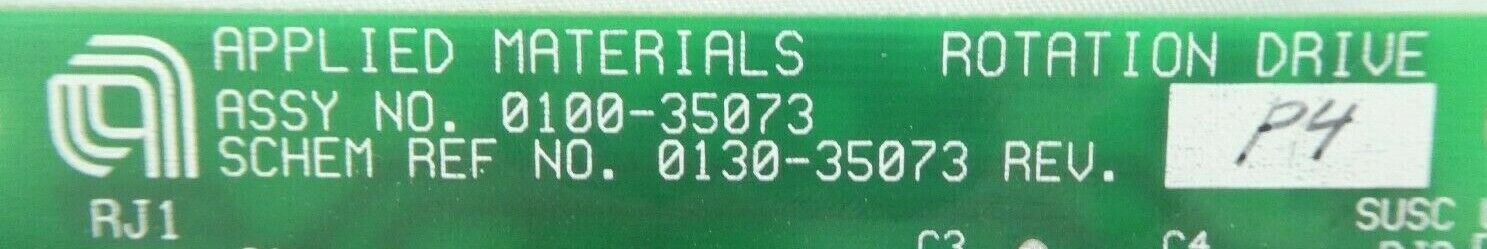 APPLIED MATERIALS ROTATION DRIVE
ASSY NO. 0100-35073
SCHEM REF NO. 0130-35073 REV. P4
RJ1 SUSC
C3 C4